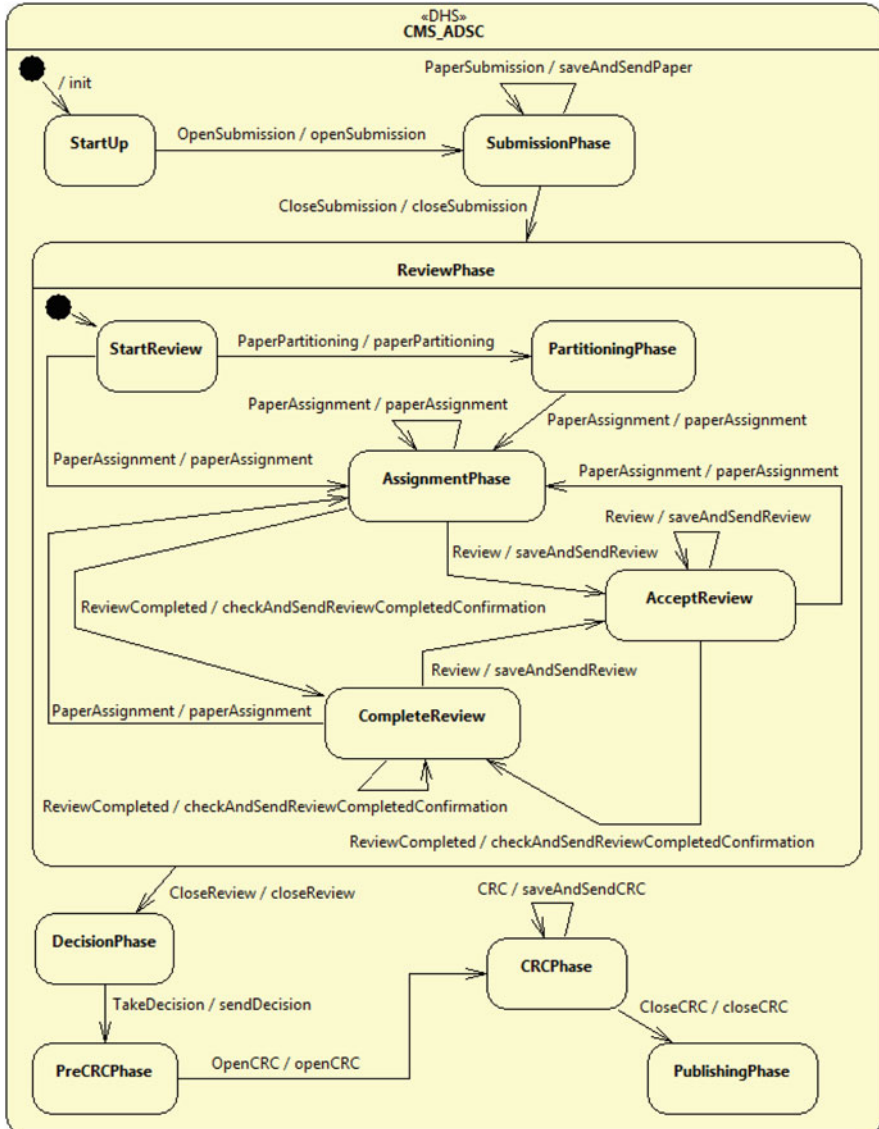 «DHS»
CMS_ADSC
/ init
PaperSubmission / saveAndSendPaper
StartUp
OpenSubmission / openSubmission
SubmissionPhase
CloseSubmission / closeSubmission
ReviewPhase
StartReview
PaperPartitioning / paperPartitioning
PartitioningPhase
PaperAssignment / paperAssignment
PaperAssignment / paperAssignment
PaperAssignment / paperAssignment
AssignmentPhase
PaperAssignment / paperAssignment
Review / saveAndSendReview
Review / saveAndSendReview
AcceptReview
ReviewCompleted / checkAndSendReviewCompletedConfirmation
Review / saveAndSendReview
PaperAssignment / paperAssignment
CompleteReview
ReviewCompleted / checkAndSendReviewCompletedConfirmation
ReviewCompleted / checkAndSendReviewCompletedConfirmation
CloseReview / closeReview
CRC / saveAndSendCRC
DecisionPhase
CRCPhase
TakeDecision / sendDecision
CloseCRC / closeCRC
PreCRCPhase
OpenCRC / openCRC
PublishingPhase